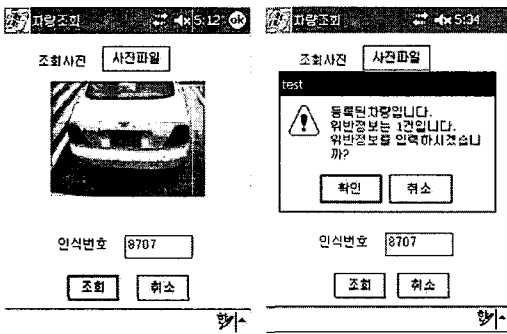 차량조회 5:12 ok
조회사진 사진파일
인식번호 8707
조회 취소
한
차량조회 5:34
조회사진 사진파일
test
등록된차량입니다.
위반정보는 1건입니다.
위반정보를 입력하시겠습니
까?
확인 취소
인식번호 8707
조회 취소
한